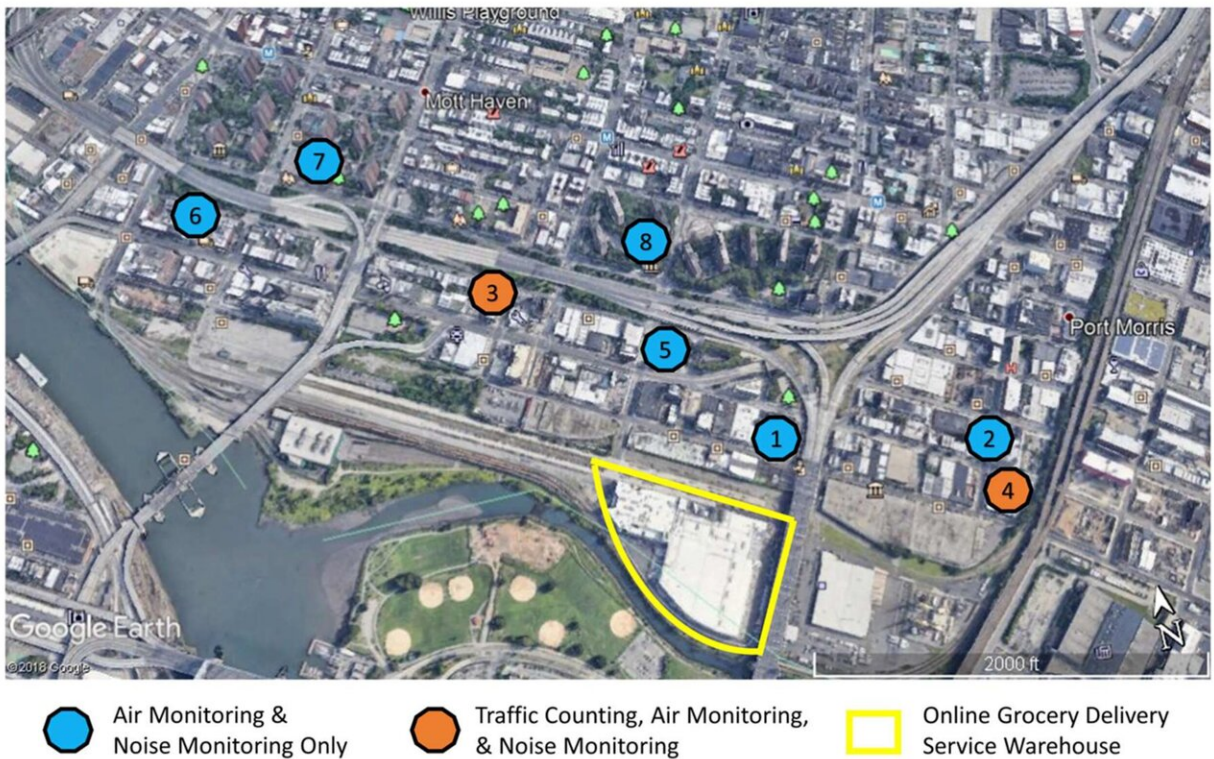 Willis Playground
Mott Haven
7
6
8
3
5
Port Morris
1
2
4
N
Google Earth
©2018 Google
2000 ft
Air Monitoring &
Noise Monitoring Only
Traffic Counting, Air Monitoring,
& Noise Monitoring
Online Grocery Delivery
Service Warehouse